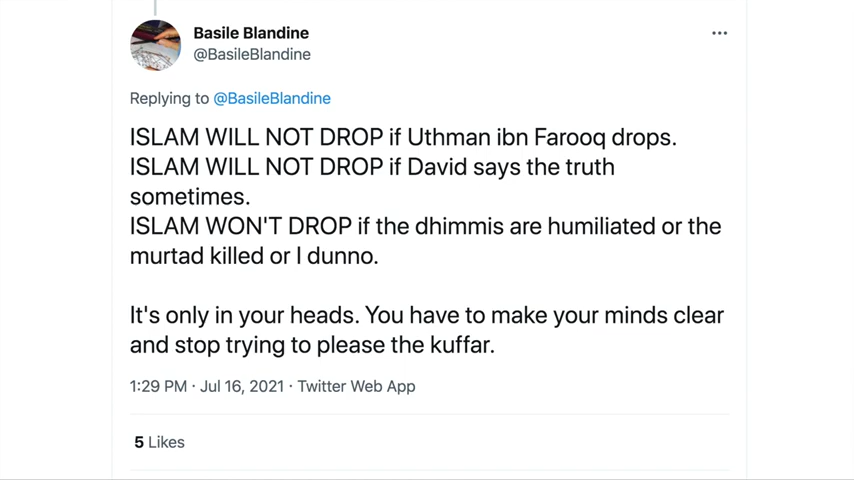 Basile Blandine
@BasileBlandine
Replying to @BasileBlandine
ISLAM WILL NOT DROP if Uthman ibn Farooq drops.
ISLAM WILL NOT DROP if David says the truth
sometimes.
ISLAM WON'T DROP if the dhimmis are humiliated or the
murtad killed or I dunno.
It's only in your heads. You have to make your minds clear
and stop trying to please the kuffar.
1:29 PM · Jul 16, 2021 · Twitter Web App
5 Likes